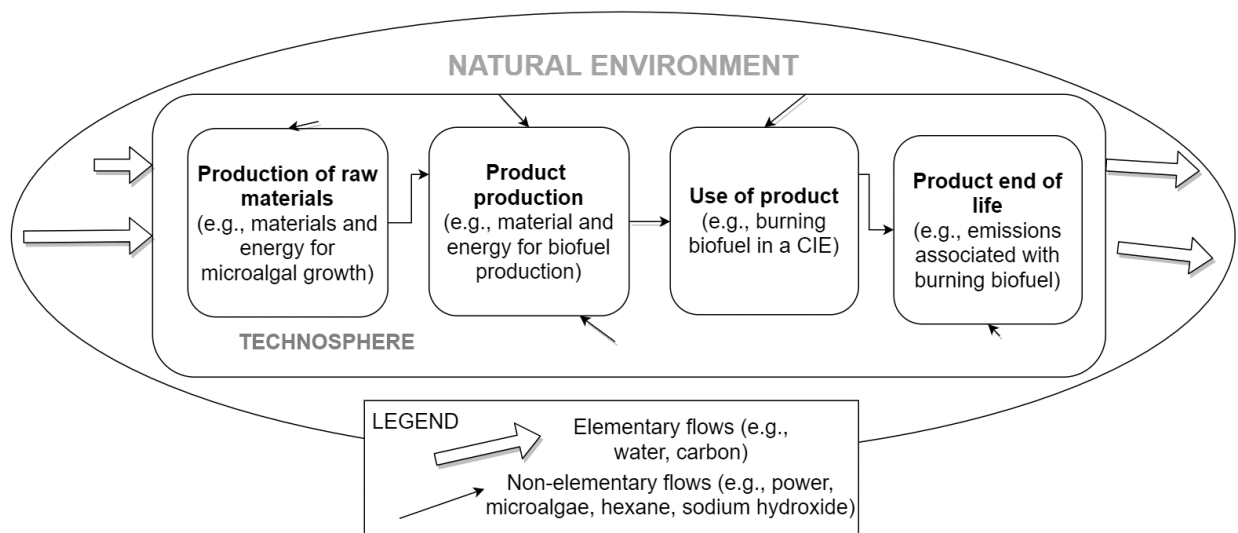 NATURAL ENVIRONMENT
Production of raw
materials
(e.g., materials and
energy for
microalgal growth)
Product
production
(e.g., material and
energy for biofuel
production)
Use of product
(e.g., burning
biofuel in a CIE)
Product end of
life
(e.g., emissions
associated with
burning biofuel)
TECHNOSPHERE
LEGEND
Elementary flows (e.g.,
water, carbon)
Non-elementary flows (e.g., power,
microalgae, hexane, sodium hydroxide)